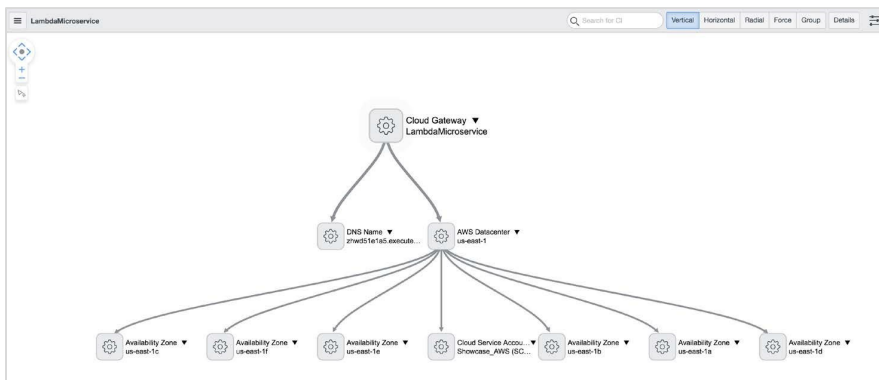 LambdaMicroservice
Search for CI
Vertical Horizontal Radial Force Group Details
Cloud Gateway ▼
LambdaMicroservice
DNS Name ▼
zhwd51e1a5.execute...
AWS Datacenter ▼
us-east-1
Availability Zone ▼
us-east-1c
Availability Zone ▼
us-east-1f
Availability Zone ▼
us-east-1e
Cloud Service Accou... ▼
Showcase_AWS (SC...
Availability Zone ▼
us-east-1b
Availability Zone ▼
us-east-1a
Availability Zone ▼
us-east-1d